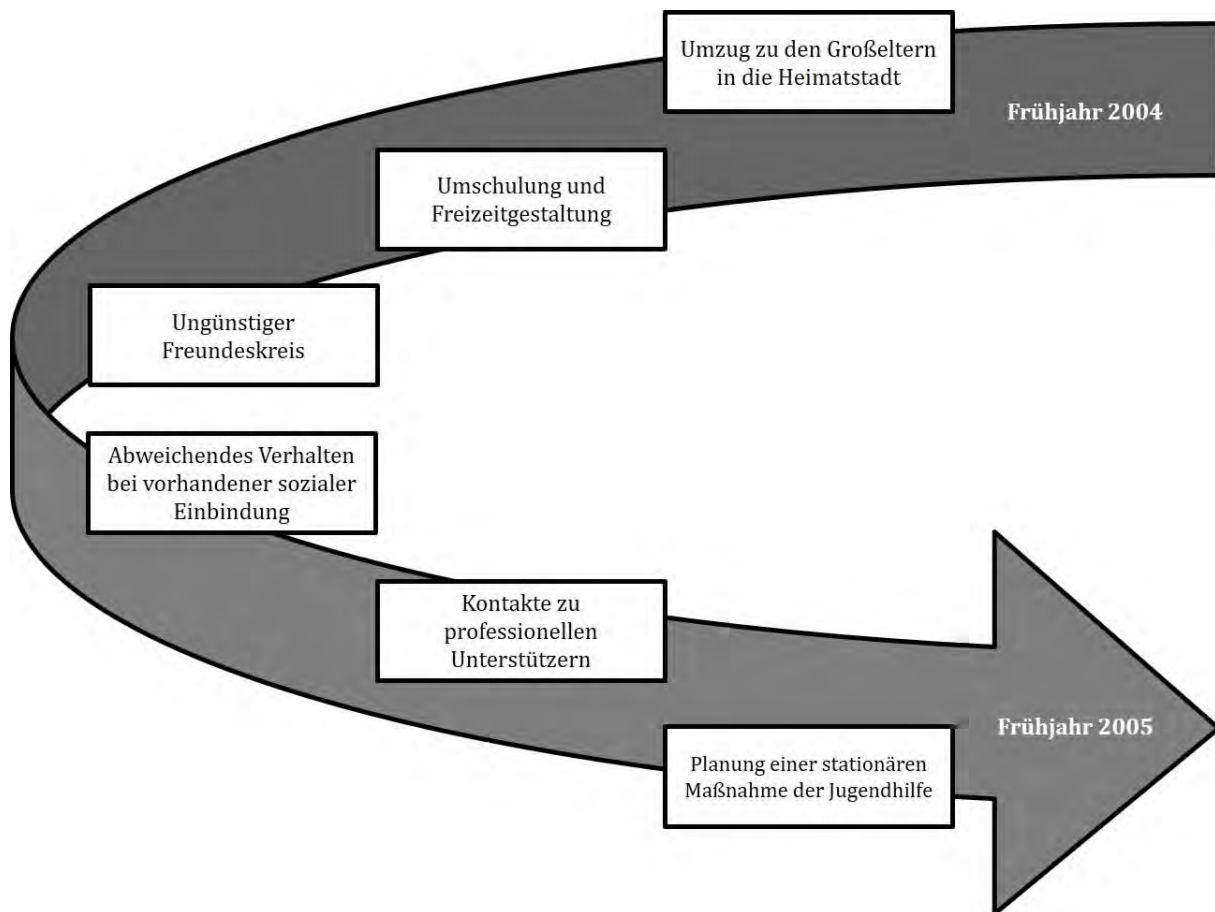 Umzug zu den Großeltern
in die Heimatstadt
Frühjahr 2004
Umschulung und
Freizeitgestaltung
Ungünstiger
Freundeskreis
Abweichendes Verhalten
bei vorhandener sozialer
Einbindung
Kontakte zu
professionellen
Unterstützern
Frühjahr 2005
Planung einer stationären
Maßnahme der Jugendhilfe